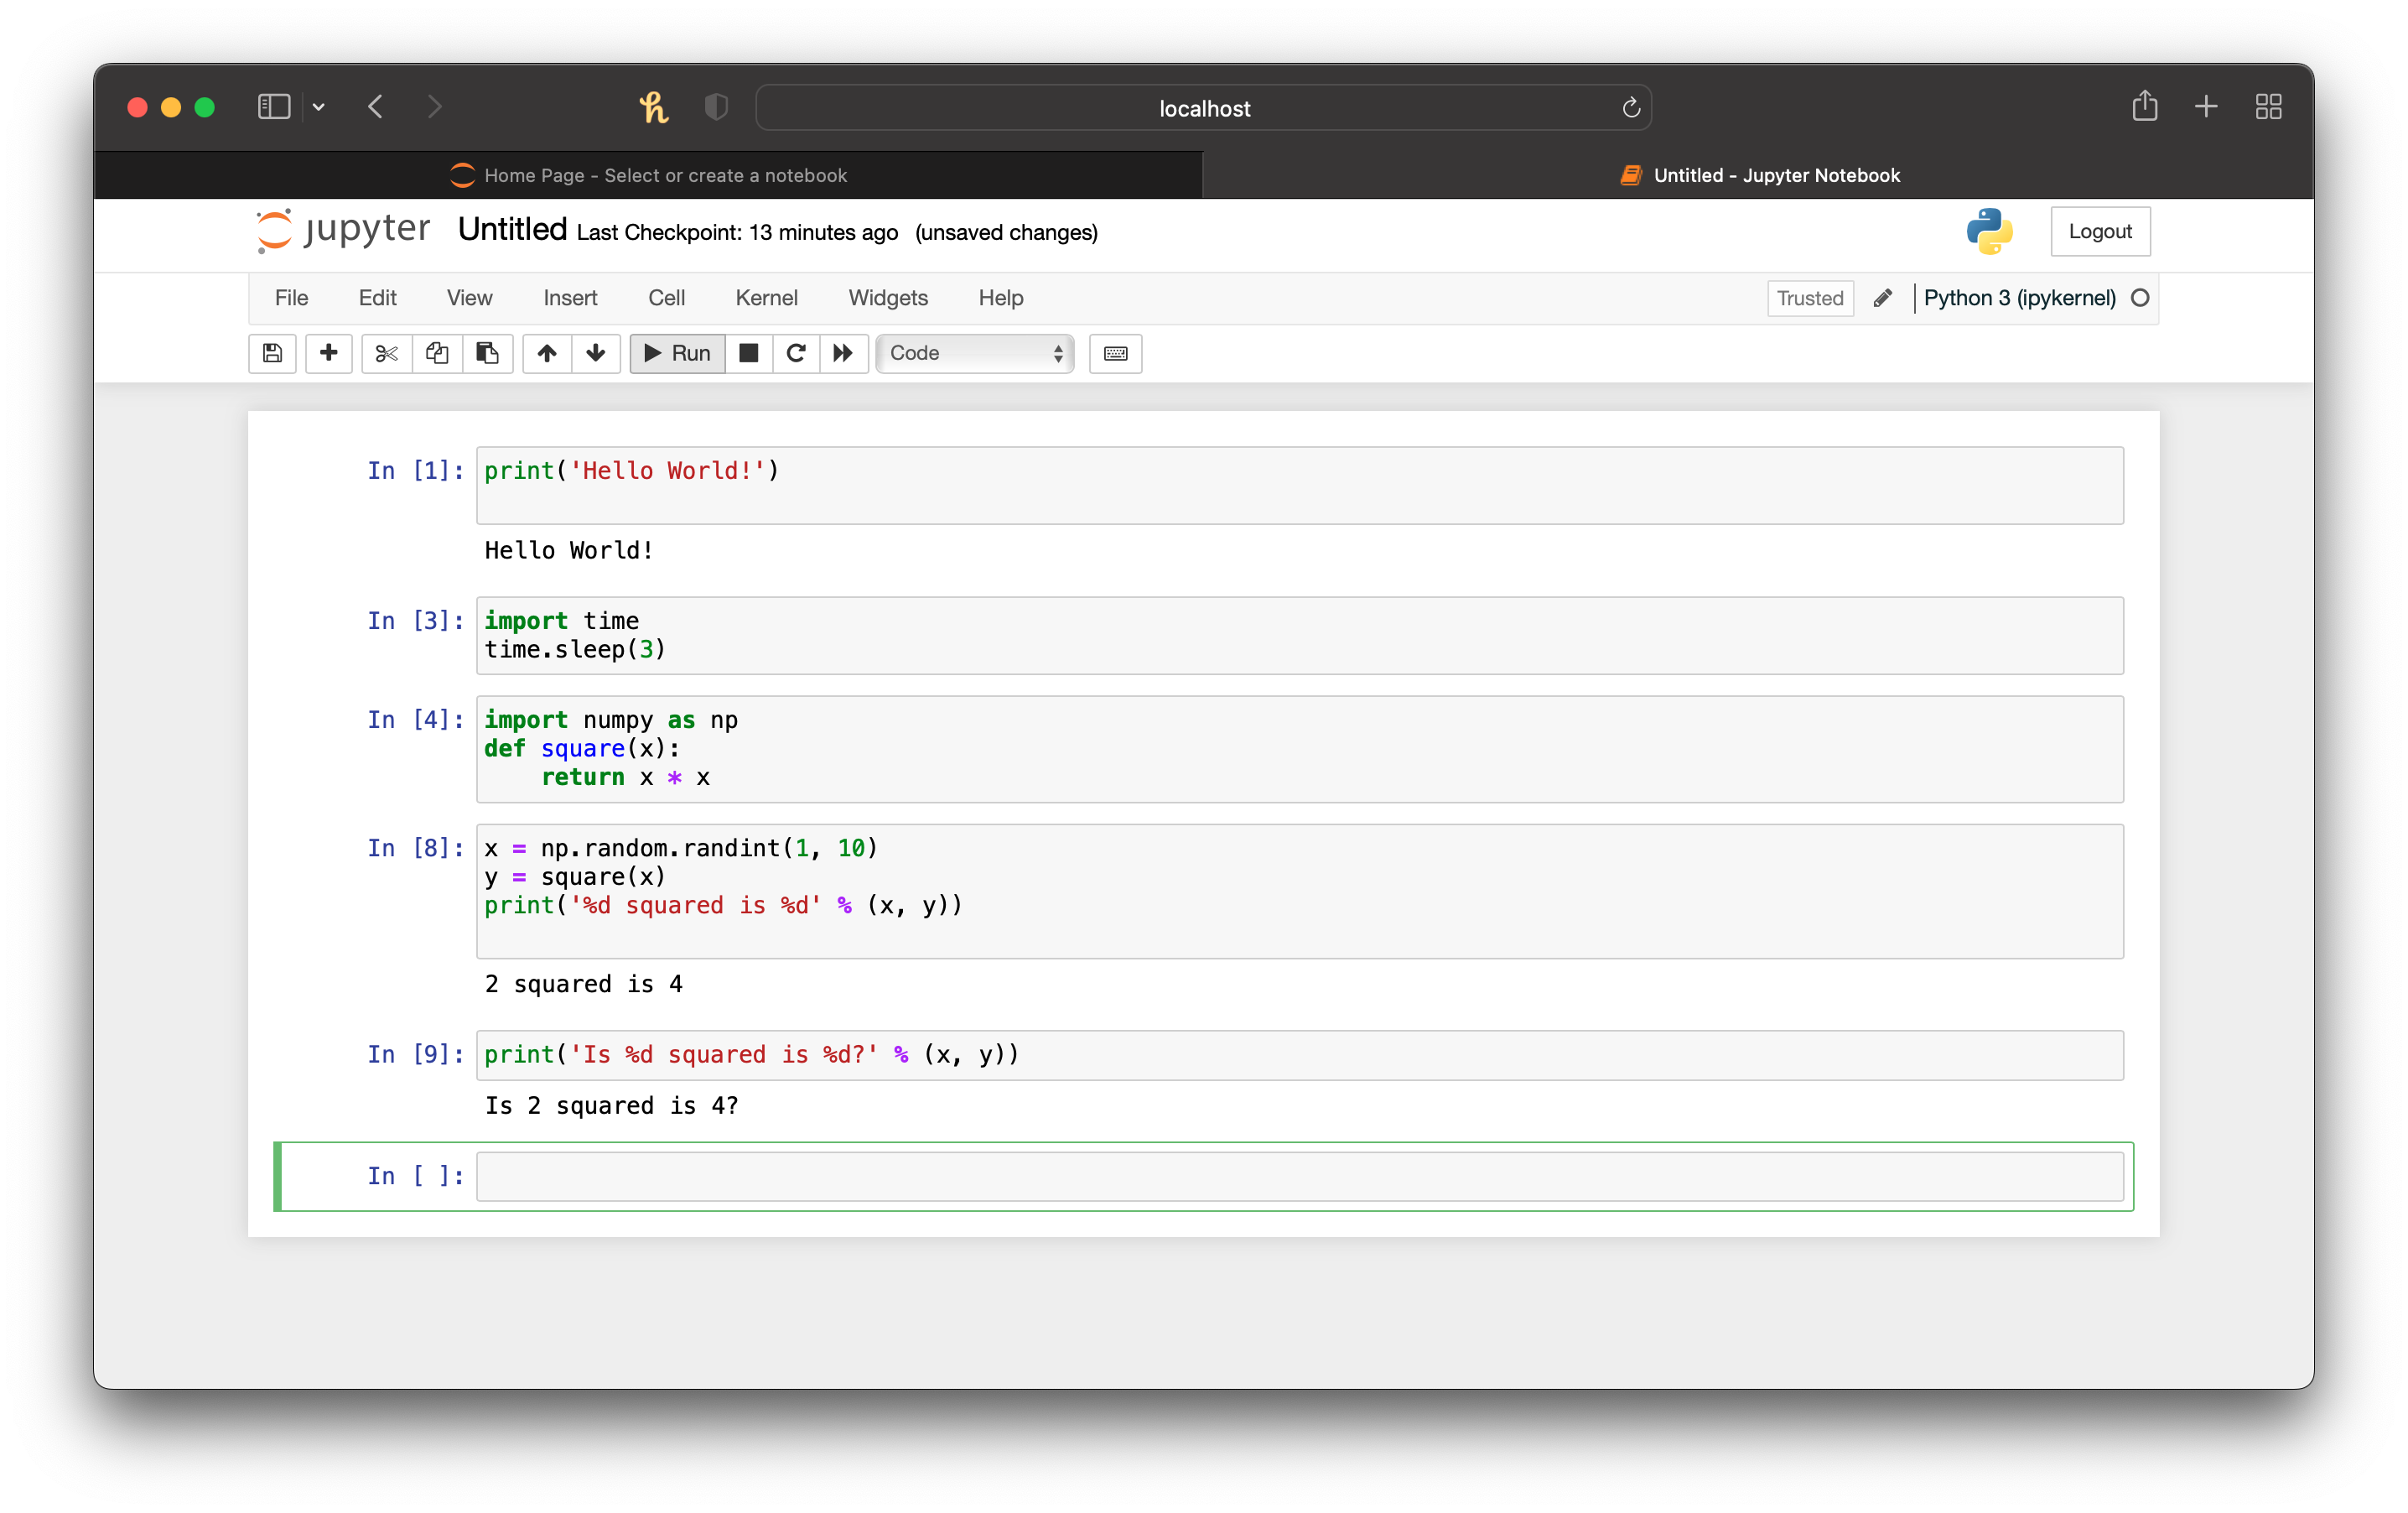 localhost
Home Page - Select or create a notebook
Untitled - Jupyter Notebook
jupyter Untitled Last Checkpoint: 13 minutes ago (unsaved changes)
Logout
File Edit View Insert Cell Kernel Widgets Help
Trusted Python 3 (ipykernel)
Run Code
In [1]: print('Hello World!')
Hello World!
In [3]: import time
time.sleep(3)
In [4]: import numpy as np
def square(x):
    return x * x
In [8]: x = np.random.randint(1, 10)
y = square(x)
print('%d squared is %d' % (x, y))
2 squared is 4
In [9]: print('Is %d squared is %d?' % (x, y))
Is 2 squared is 4?
In [ ]: